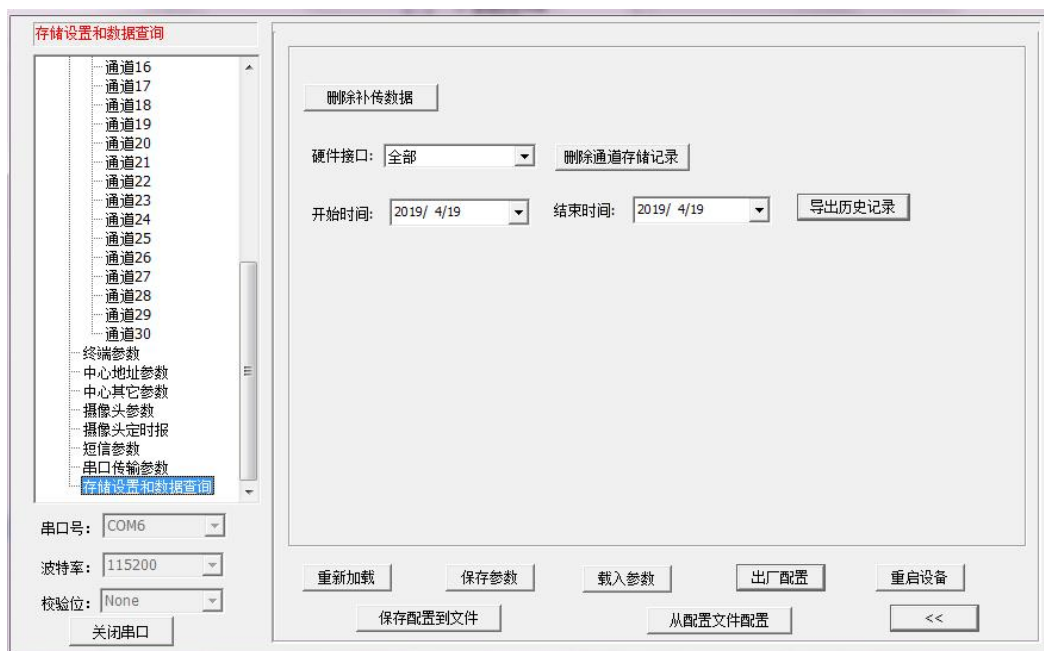 存储设置和数据查询
通道16
通道17
通道18
通道19
通道20
通道21
通道22
通道23
通道24
通道25
通道26
通道27
通道28
通道29
通道30
终端参数
中心地址参数
中心其它参数
摄像头参数
摄像头定时报
短信参数
串口传输参数
存储设置和数据查询
串口号: COM6
波特率: 115200
校验位: None
关闭串口
删除补传数据
硬件接口: 全部 删除通道存储记录
开始时间: 2019/ 4/19 结束时间: 2019/ 4/19 导出历史记录
重新加载 保存参数 载入参数 出厂配置 重启设备
保存配置到文件 从配置文件配置 <<